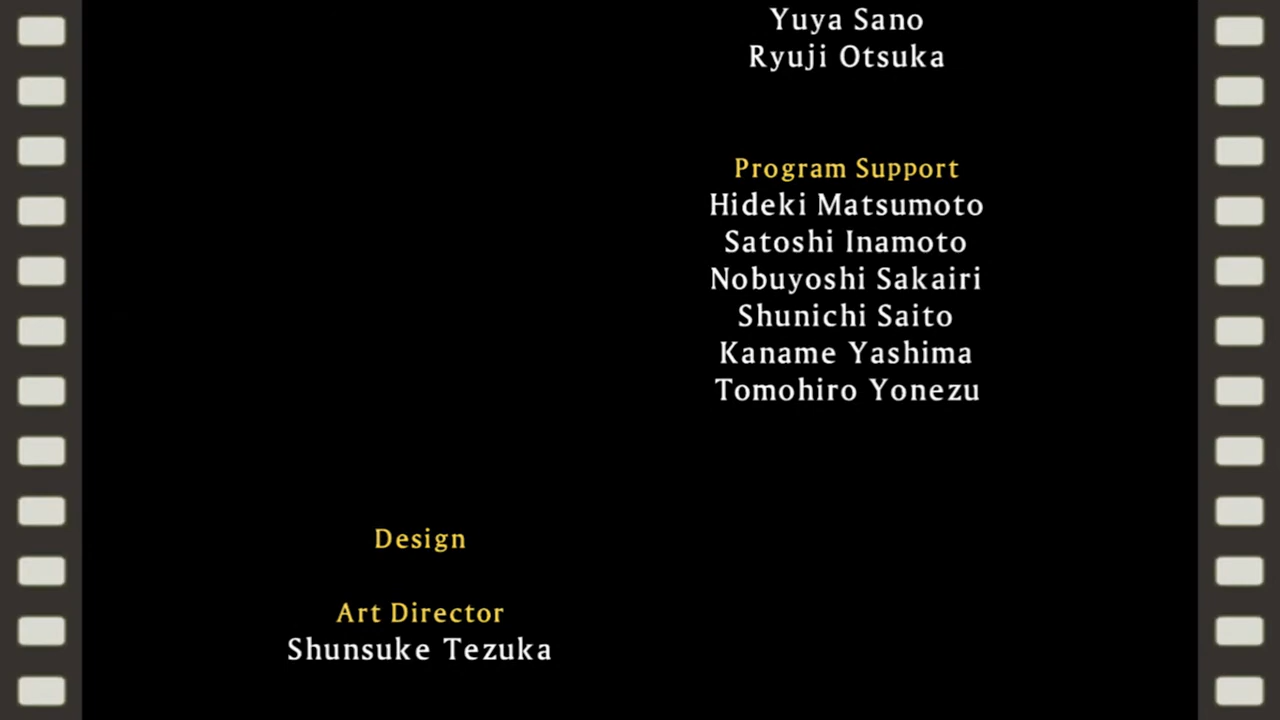 Yuya Sano
Ryuji Otsuka
Program Support
Hideki Matsumoto
Satoshi Inamoto
Nobuyoshi Sakairi
Shunichi Saito
Kaname Yashima
Tomohiro Yonezu
Design
Art Director
Shunsuke Tezuka